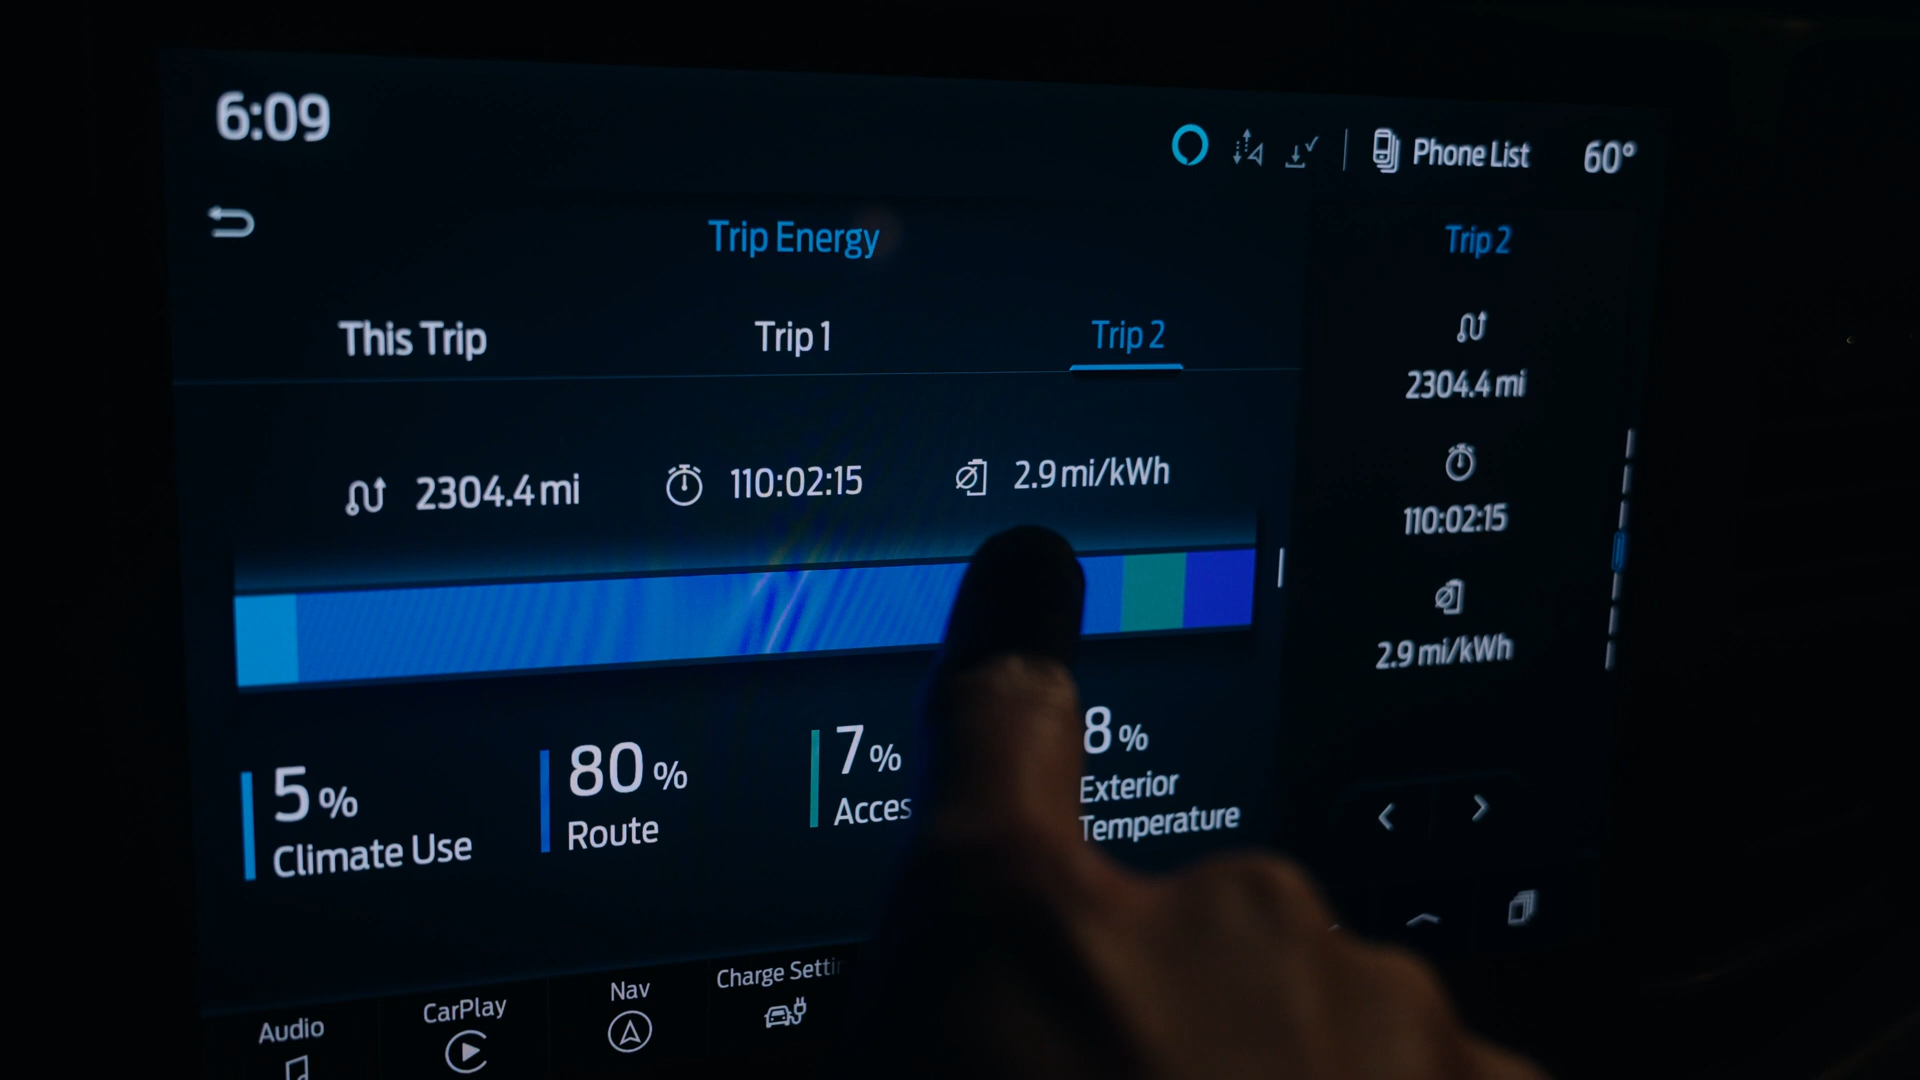 6:09
Phone List
60°
Trip Energy
Trip 2
This Trip
Trip 1
Trip 2
2304.4 mi
110:02:15
2.9 mi/kWh
2304.4 mi
110:02:15
2.9 mi/kWh
5%
Climate Use
80%
Route
7%
8%
Exterior
Temperature
Audio
CarPlay
Nav
Charge